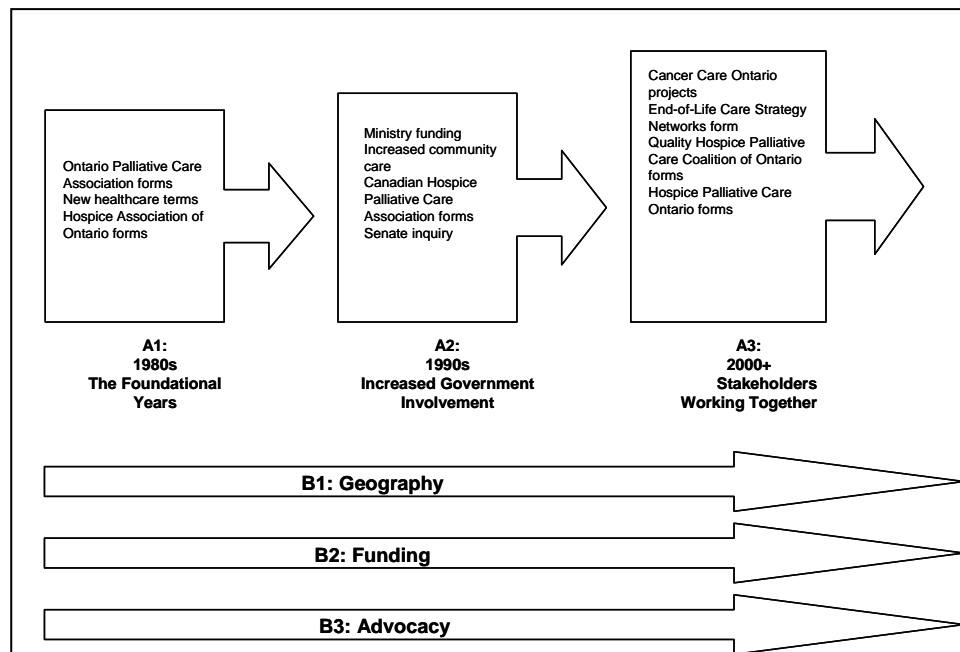 Ontario Palliative Care
Association forms
New healthcare terms
Hospice Association of
Ontario forms
Ministry funding
Increased community
care
Canadian Hospice
Palliative Care
Association forms
Senate inquiry
Cancer Care Ontario
projects
End-of-Life Care Strategy
Networks form
Quality Hospice Palliative
Care Coalition of Ontario
forms
Hospice Palliative Care
Ontario forms
A1:
1980s
The Foundational
Years
A2:
1990s
Increased Government
Involvement
A3:
2000+
Stakeholders
Working Together
B1: Geography
B2: Funding
B3: Advocacy